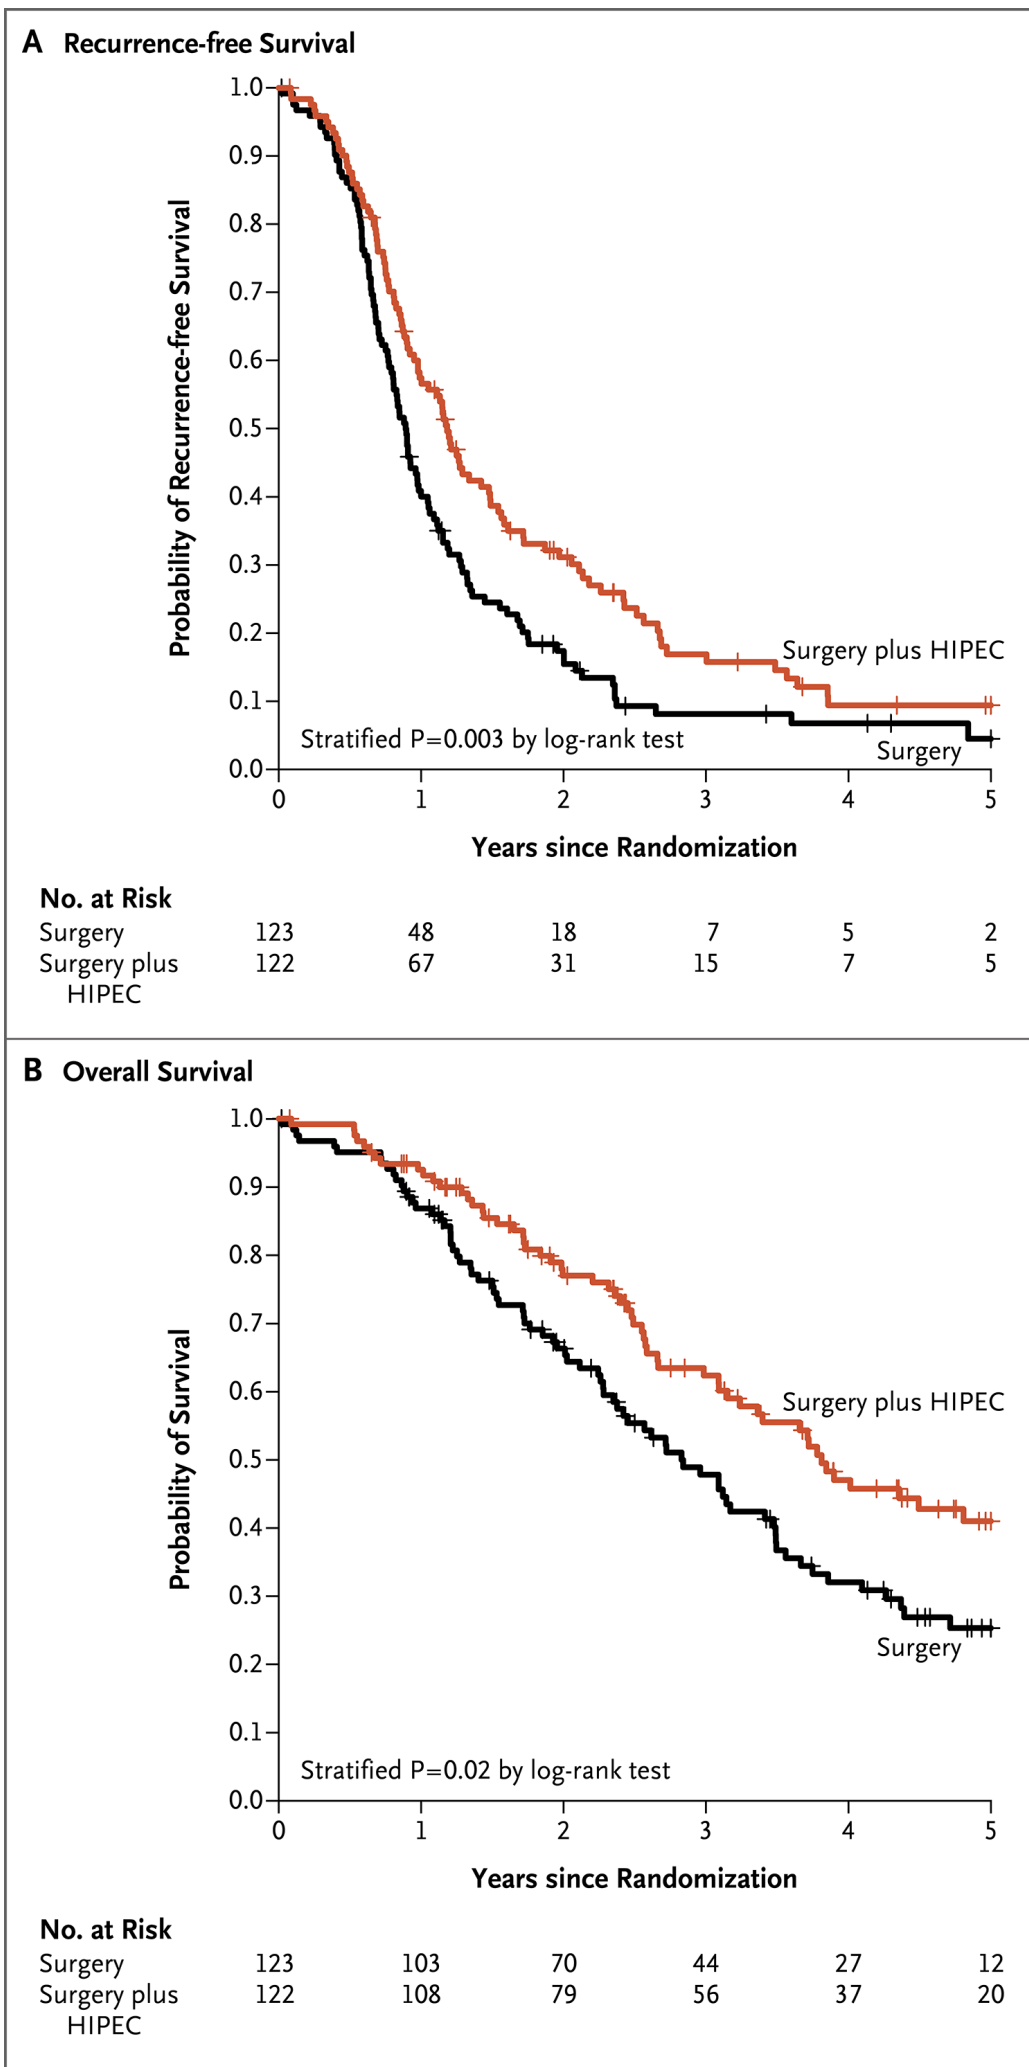 A Recurrence-free Survival
Probability of Recurrence-free Survival
1.0
0.9
0.8
0.7
0.6
0.5
0.4
0.3
0.2
0.1
0.0
Surgery plus HIPEC
Surgery
Stratified P=0.003 by log-rank test
0 1 2 3 4 5
Years since Randomization
No. at Risk
Surgery 123 48 18 7 5 2
Surgery plus 122 67 31 15 7 5
HIPEC
B Overall Survival
Probability of Survival
1.0
0.9
0.8
0.7
0.6
0.5
0.4
0.3
0.2
0.1
0.0
Surgery plus HIPEC
Surgery
Stratified P=0.02 by log-rank test
0 1 2 3 4 5
Years since Randomization
No. at Risk
Surgery 123 103 70 44 27 12
Surgery plus 122 108 79 56 37 20
HIPEC